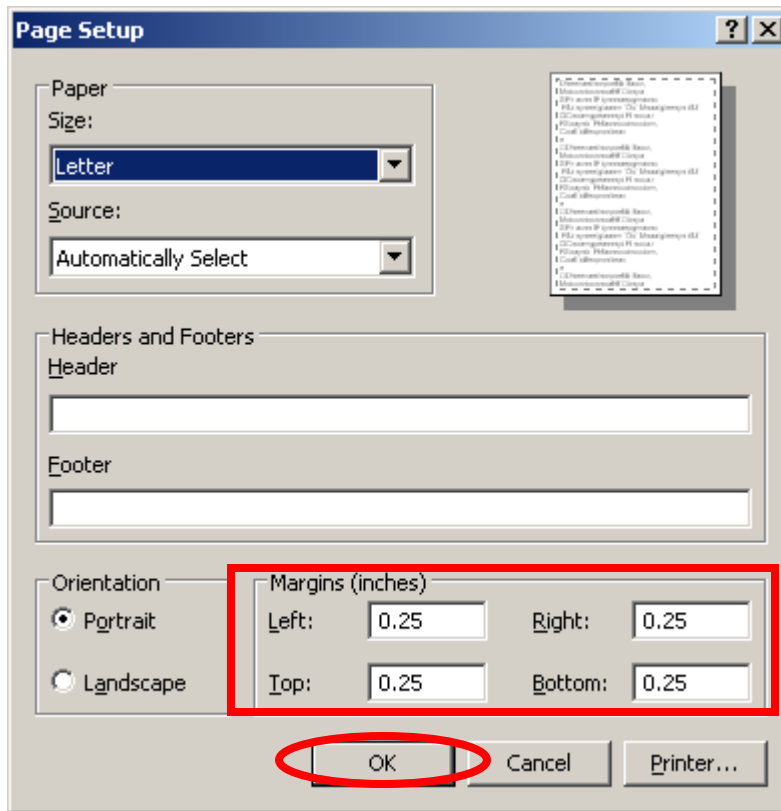 Page Setup
Paper
Size:
Letter
Source:
Automatically Select
Headers and Footers
Header
Footer
Orientation
Portrait
Landscape
Margins (inches)
Left: 0.25 Right: 0.25
Top: 0.25 Bottom: 0.25
OK Cancel Printer...